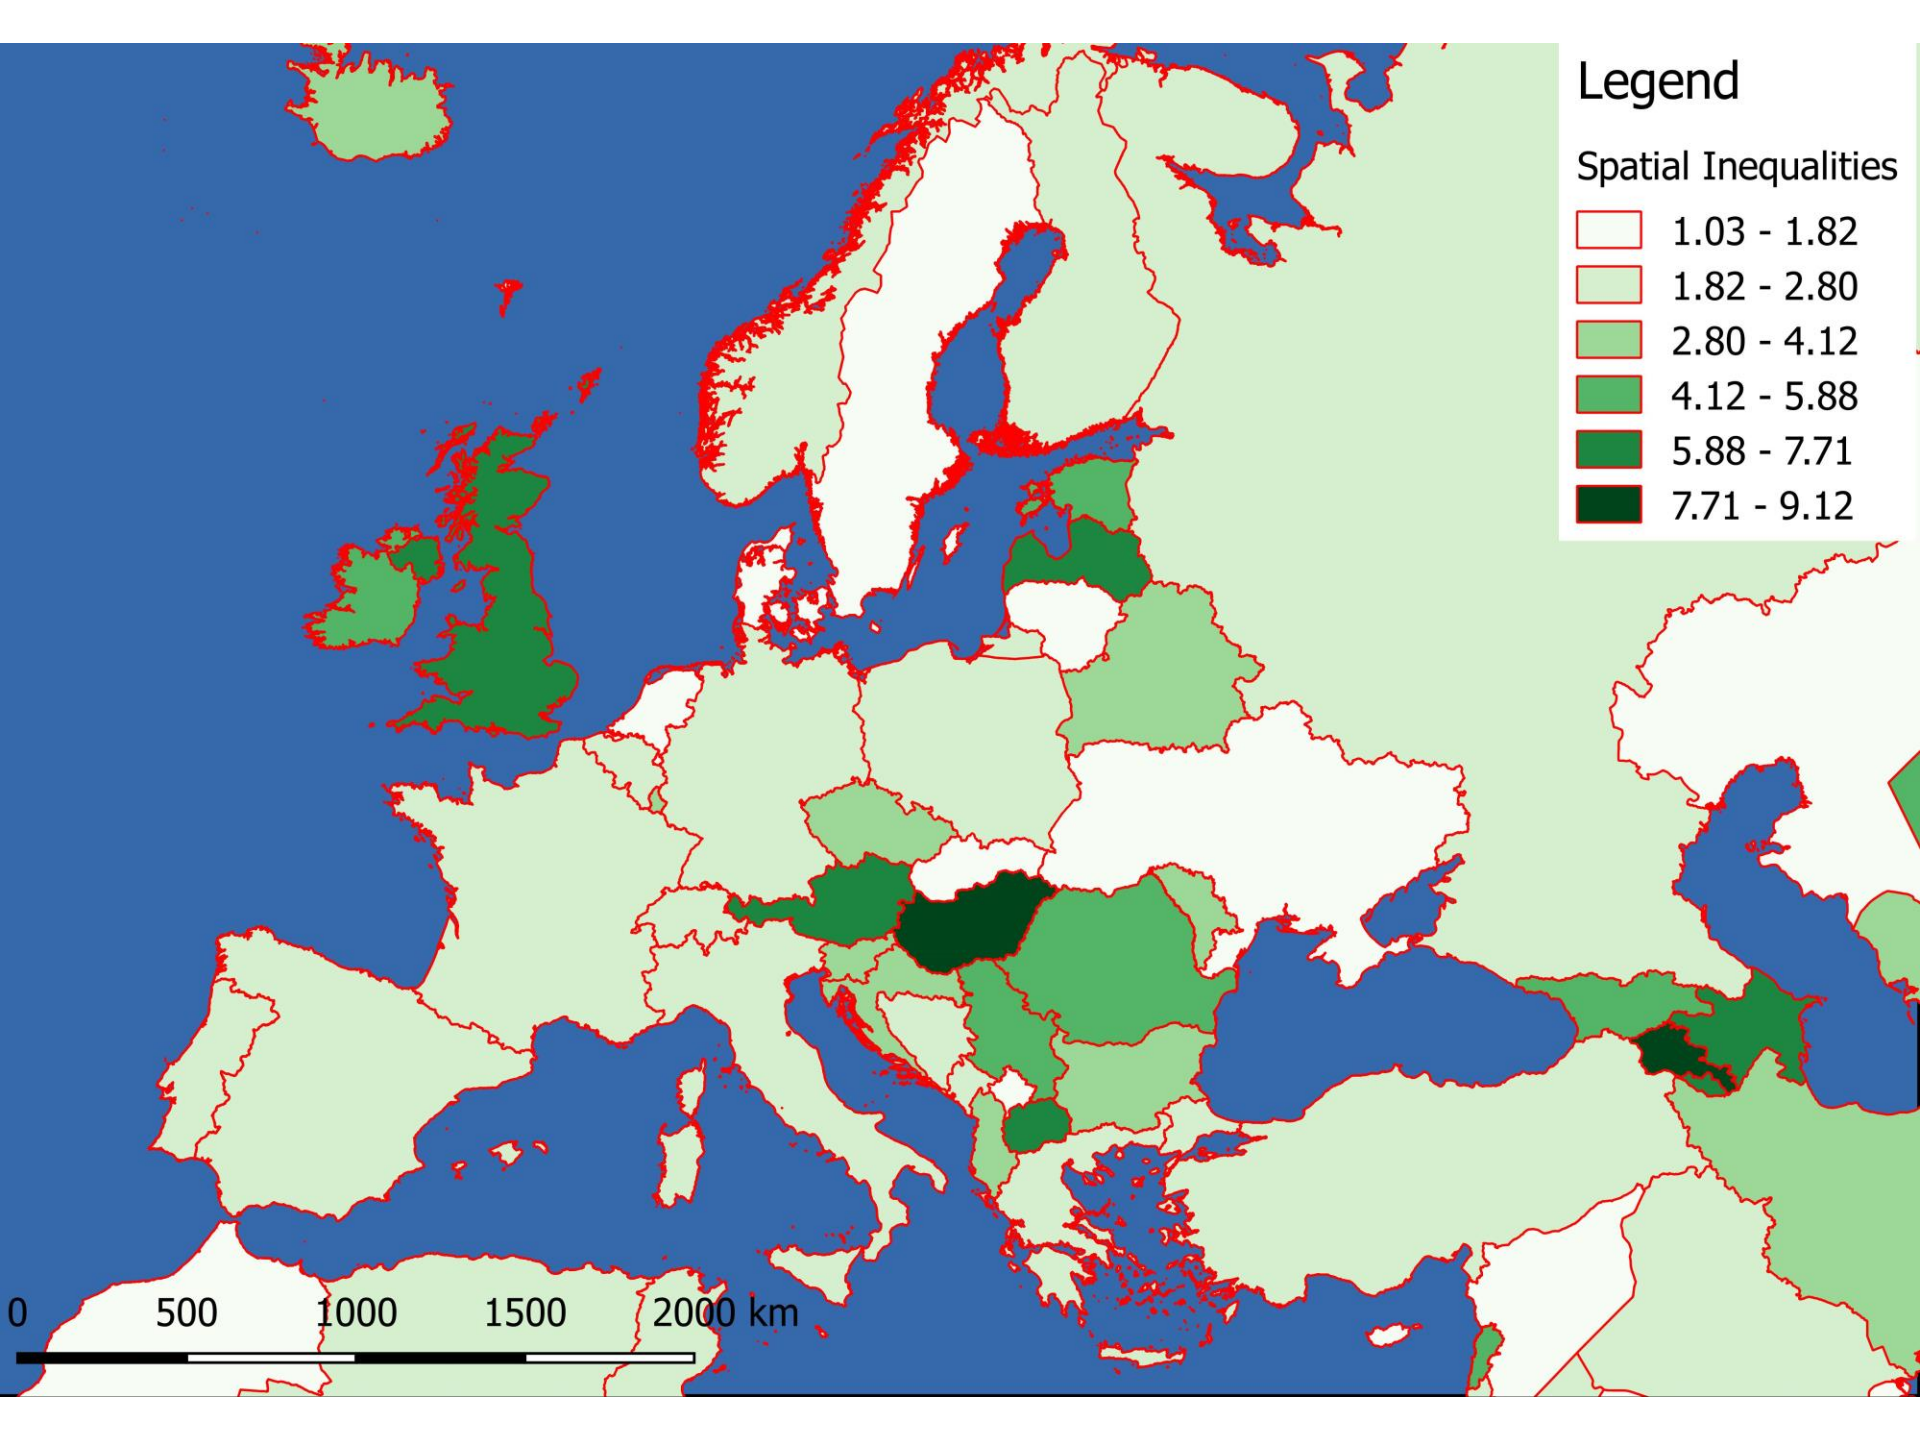 Legend
Spatial Inequalities
1.03 - 1.82
1.82 - 2.80
2.80 - 4.12
4.12 - 5.88
5.88 - 7.71
7.71 - 9.12
0 500 1000 1500 2000 km